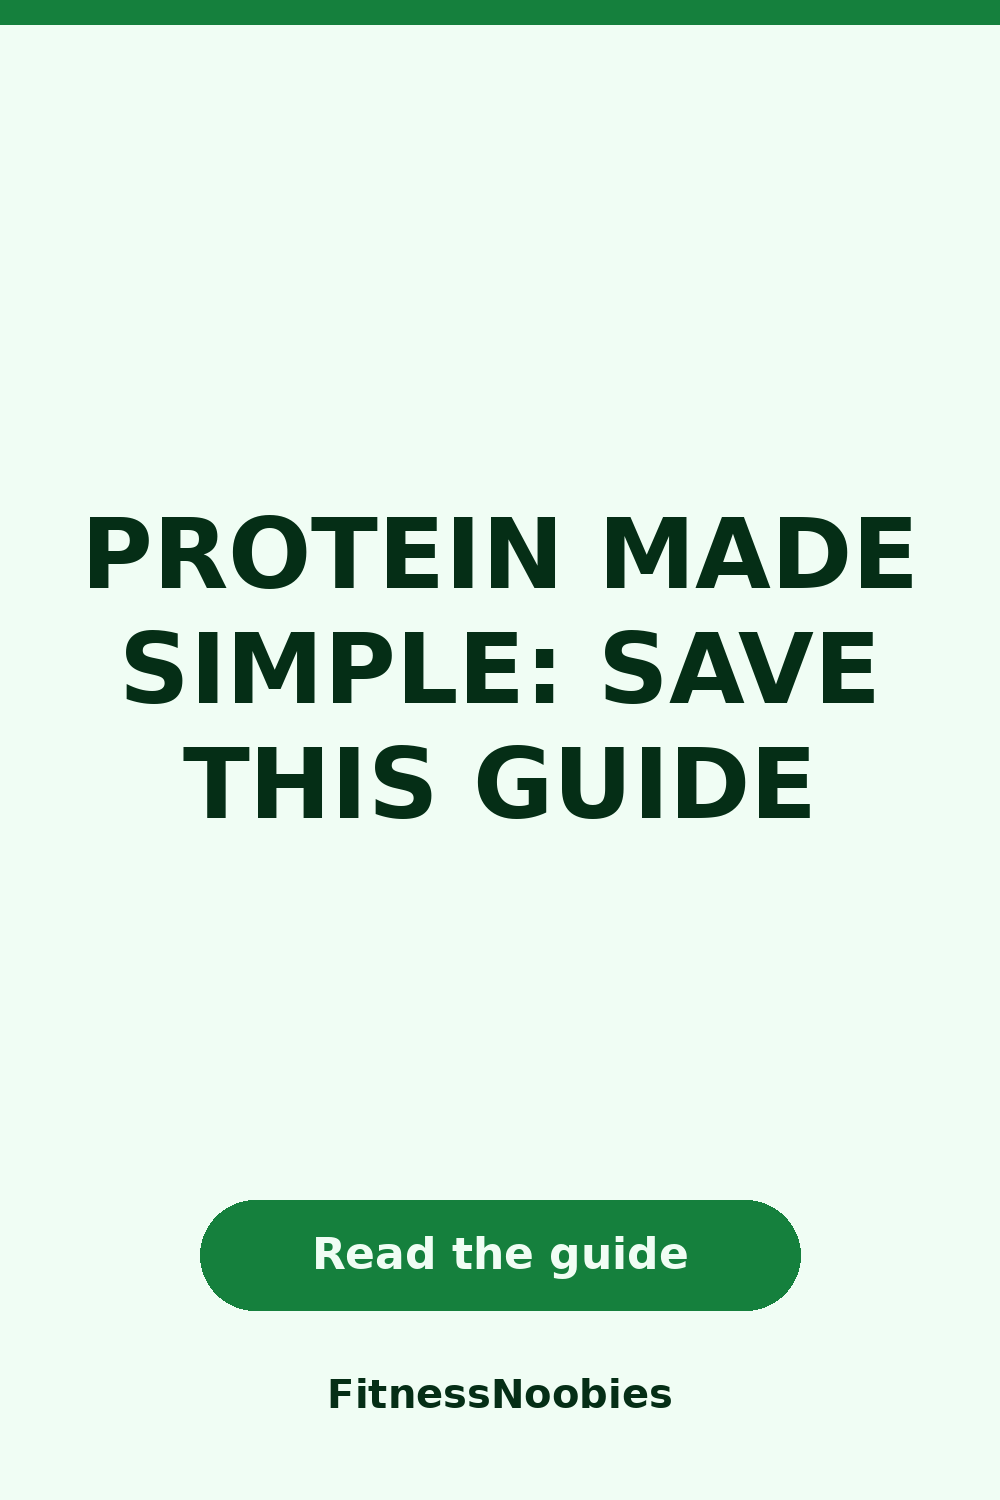 PROTEIN MADE
SIMPLE: SAVE
THIS GUIDE
Read the guide
FitnessNoobies